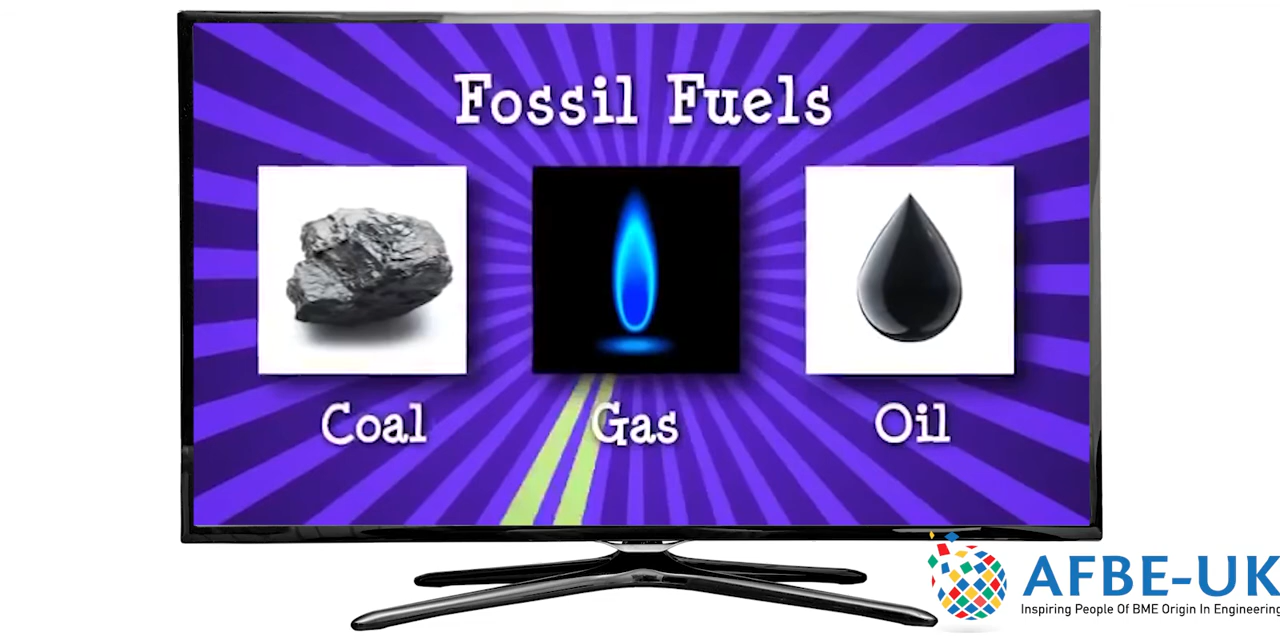 Fossil Fuels
Coal
Gas
Oil
AFBE-UK
Inspiring People Of BME Origin In Engineering